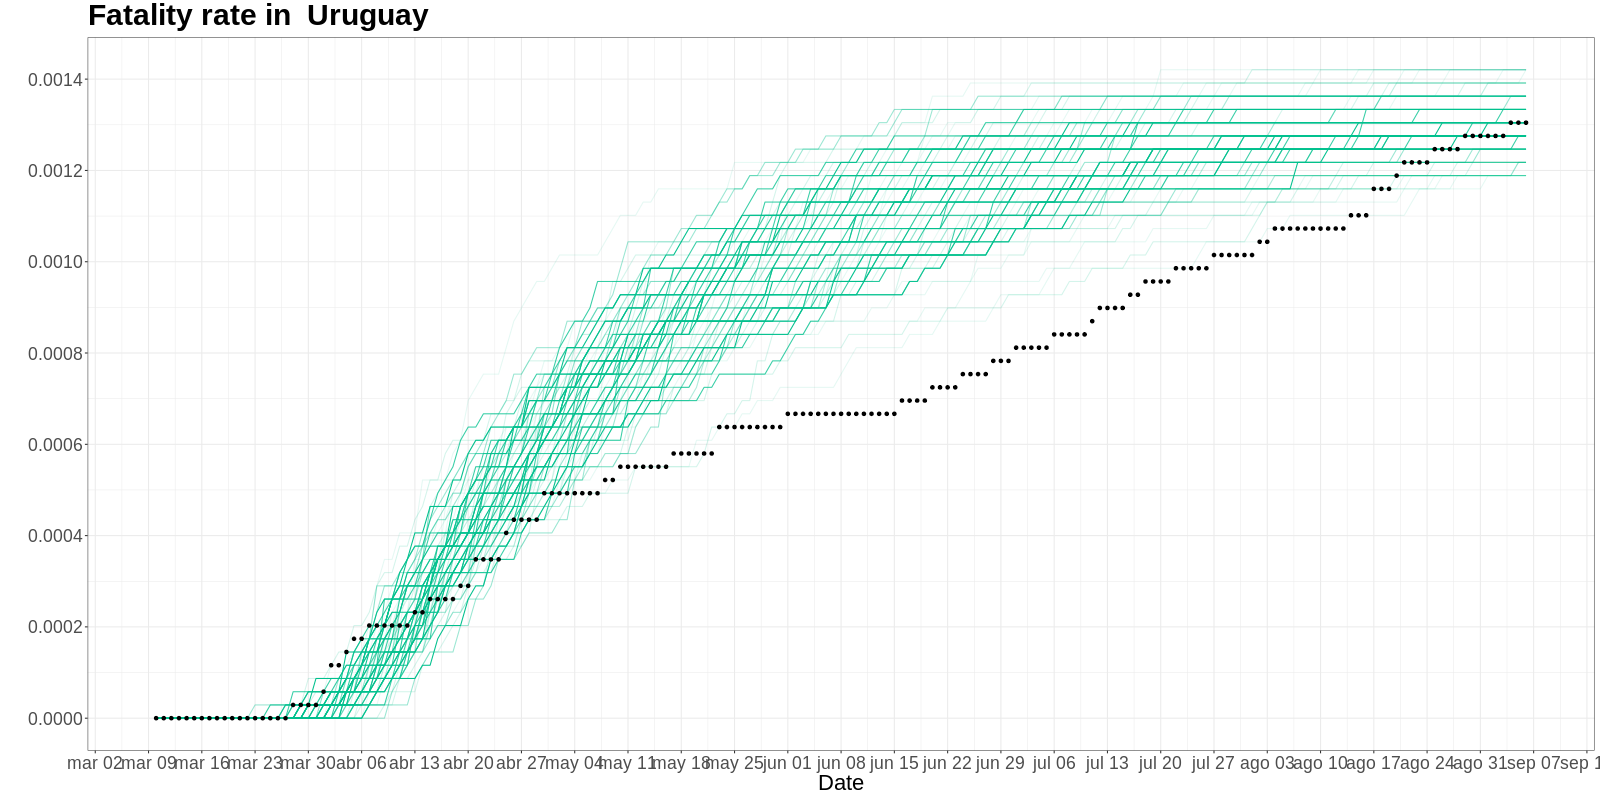 Fatality rate in  Uruguay
0.0014
0.0012
0.0010
0.0008
0.0006
0.0004
0.0002
0.0000
mar 02 mar 09 mar 16 mar 23 mar 30 abr 06 abr 13 abr 20 abr 27 may 04 may 11 may 18 may 25 jun 01 jun 08 jun 15 jun 22 jun 29 jul 06 jul 13 jul 20 jul 27 ago 03 ago 10 ago 17 ago 24 ago 31 sep 07 sep 1
Date